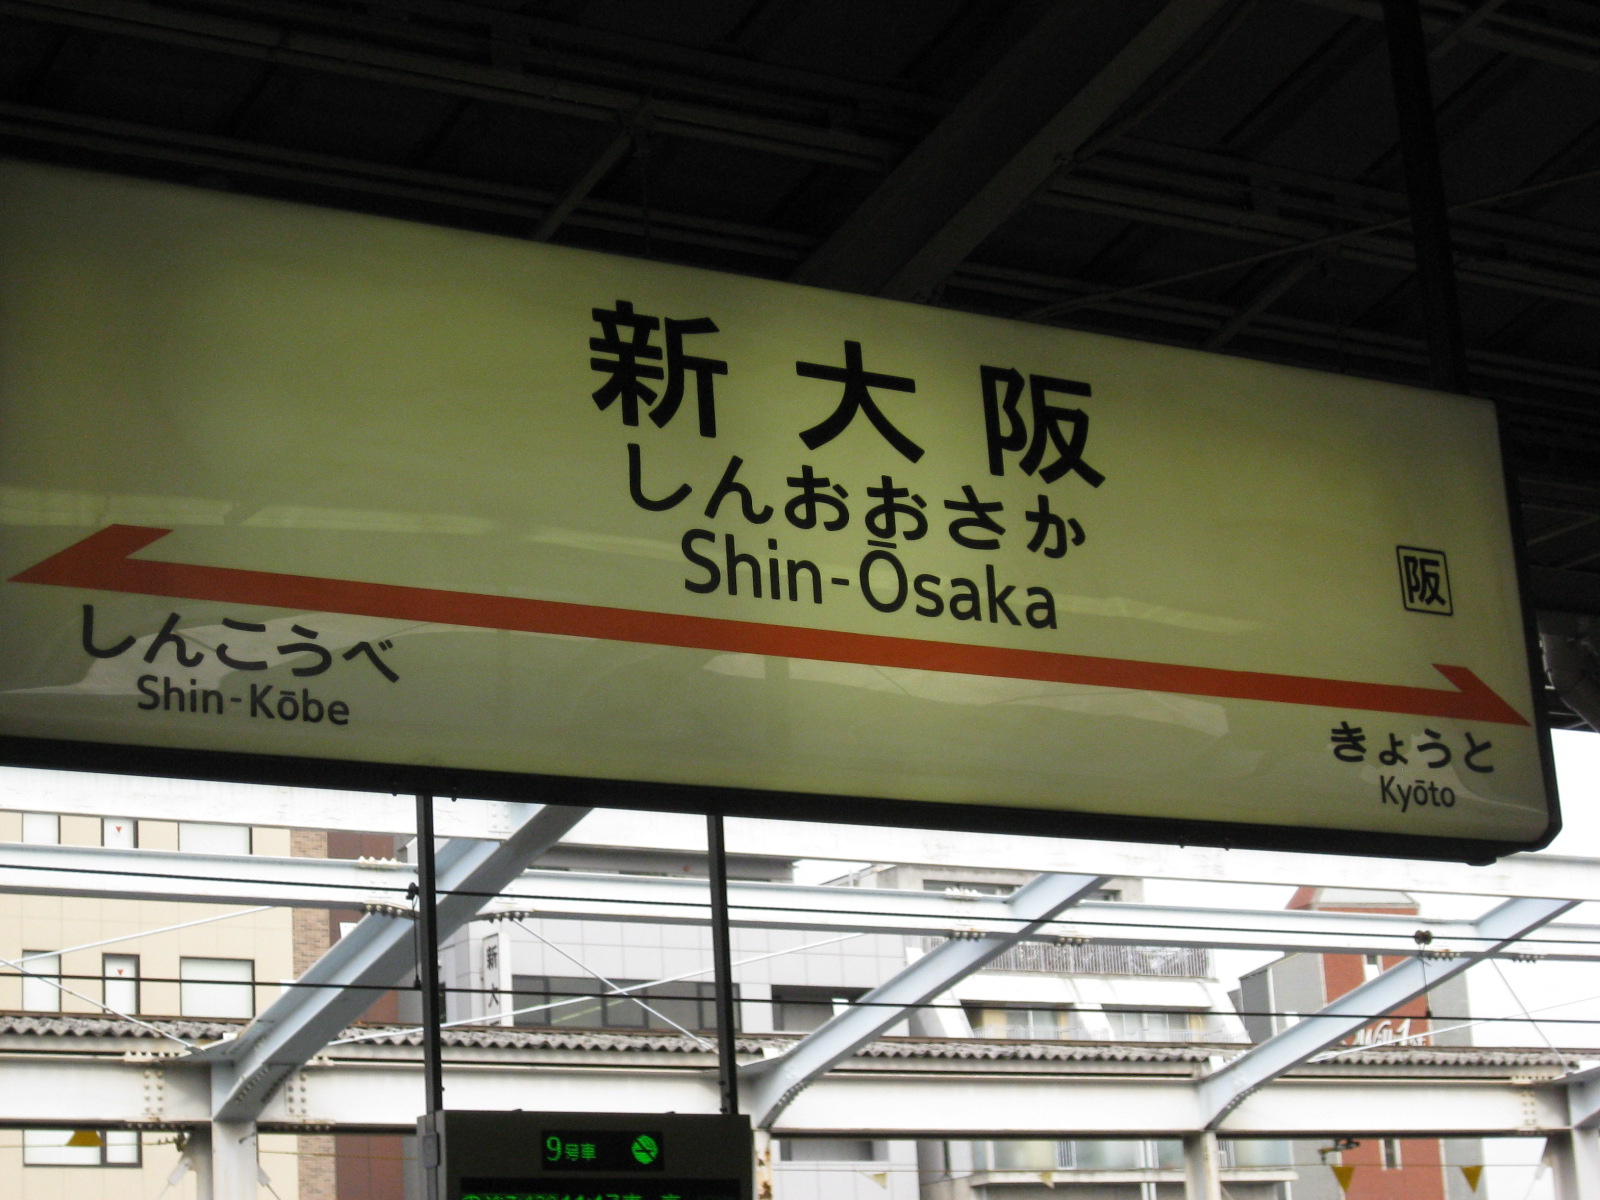 新大阪
しんおおさか
Shin-Ōsaka
阪
しんこうべ
Shin-Kōbe
きょうと
Kyōto
新大
9号車